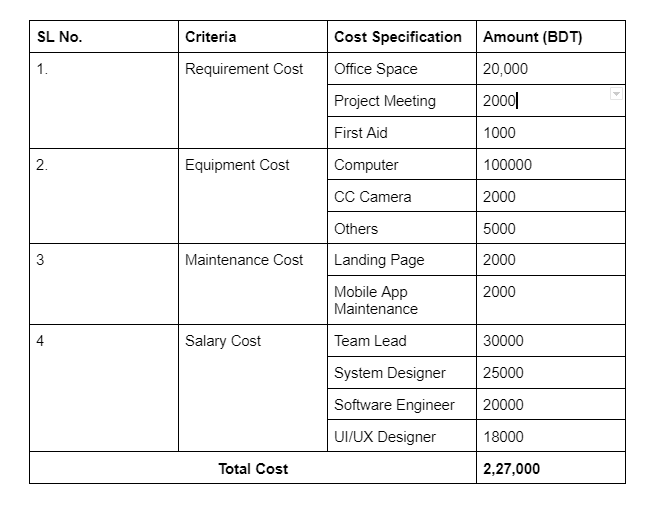 SL No. Criteria Cost Specification Amount (BDT)
1. Requirement Cost Office Space 20,000
Project Meeting 2000
First Aid 1000
2. Equipment Cost Computer 100000
CC Camera 2000
Others 5000
3 Maintenance Cost Landing Page 2000
Mobile App 2000
Maintenance
4 Salary Cost Team Lead 30000
System Designer 25000
Software Engineer 20000
UI/UX Designer 18000
Total Cost 2,27,000